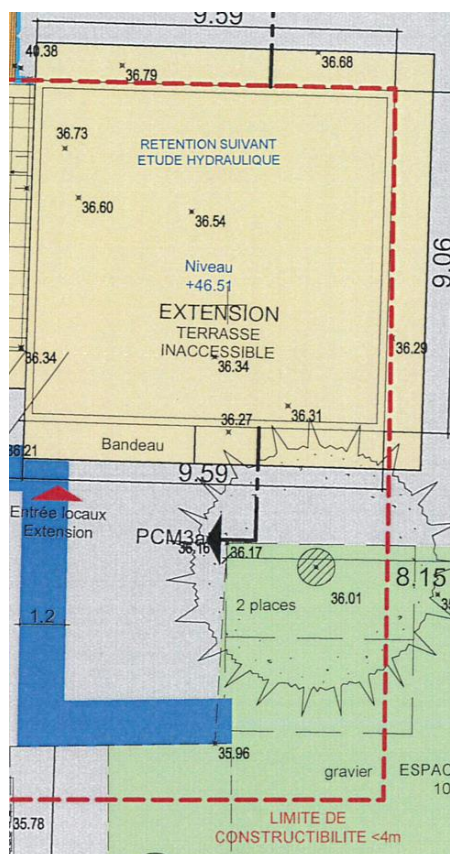 9.59
40.38
36.68
36.79
36.73
RETENTION SUIVANT
ETUDE HYDRAULIQUE
36.60
36.54
9.06
Niveau
+46.51
EXTENSION
TERRASSE
INACCESSIBLE
36.29
36.34
36.34
36.31
36.27
Bandeau
36.21
9.59
Entrée locaux
Extension
PCM3a
36.16
36.17
8.15
36.01
2 places
1.2
35.96
gravier
ESPAC
10
LIMITE DE
CONSTRUCTIBILITE <4m
35.78